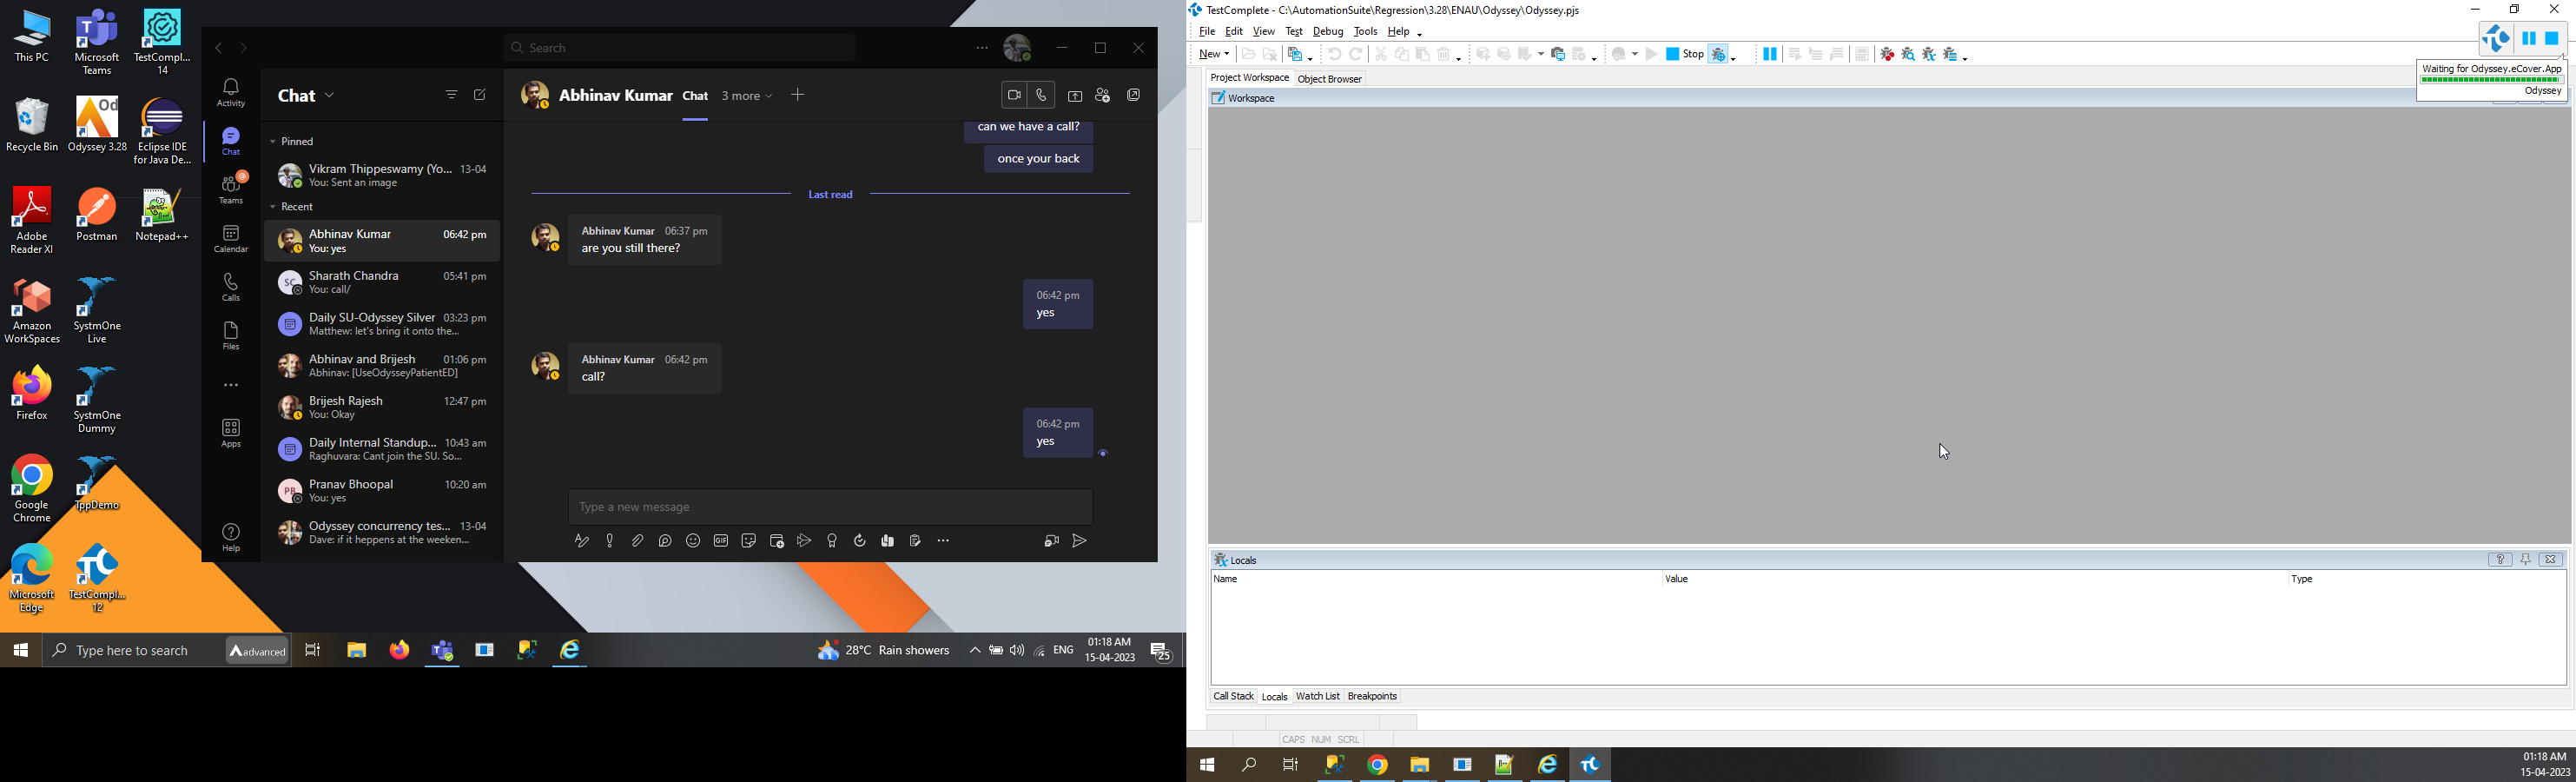 This PC
Microsoft
Teams
TestCompl...
14
Recycle Bin
Od
Odyssey 3.28
Eclipse IDE
for Java De...
Adobe
Reader XI
Postman
Notepad++
Amazon
WorkSpaces
SystmOne
Live
Firefox
SystmOne
Dummy
Google
Chrome
TppDemo
Microsoft
Edge
TestCompl...
12
Search
Activity
Chat
Teams
Calendar
Calls
Files
Apps
Help
Chat
Pinned
Vikram Thippeswamy (Yo... 13-04
You: Sent an image
Recent
Abhinav Kumar 06:42 pm
You: yes
SC
Sharath Chandra 05:41 pm
You: call/
Daily SU-Odyssey Silver 03:23 pm
Matthew: let's bring it onto the...
Abhinav and Brijesh 01:06 pm
Abhinav: [UseOdysseyPatientED]
Brijesh Rajesh 12:47 pm
You: Okay
Daily Internal Standup... 10:43 am
Raghuvara: Cant join the SU. So...
PB
Pranav Bhoopal 10:20 am
You: yes
Odyssey concurrency tes... 13-04
Dave: if it heppens at the weeken...
Abhinav Kumar Chat 3 more
can we have a call?
once your back
Last read
Abhinav Kumar 06:37 pm
are you still there?
06:42 pm
yes
Abhinav Kumar 06:42 pm
call?
06:42 pm
yes
Type a new message
GIF
Type here to search
advanced
28°C Rain showers
ENG
01:18 AM
15-04-2023
25
TestComplete - C:\AutomationSuite\Regression\3.28\ENAU\Odyssey\Odyssey.pjs
File Edit View Test Debug Tools Help
New
Stop
Project Workspace Object Browser
Workspace
Waiting for Odyssey.eCover.App
Odyssey
Locals
Name Value Type
Call Stack Locals Watch List Breakpoints
CAPS NUM SCRL
01:18 AM
15-04-2023